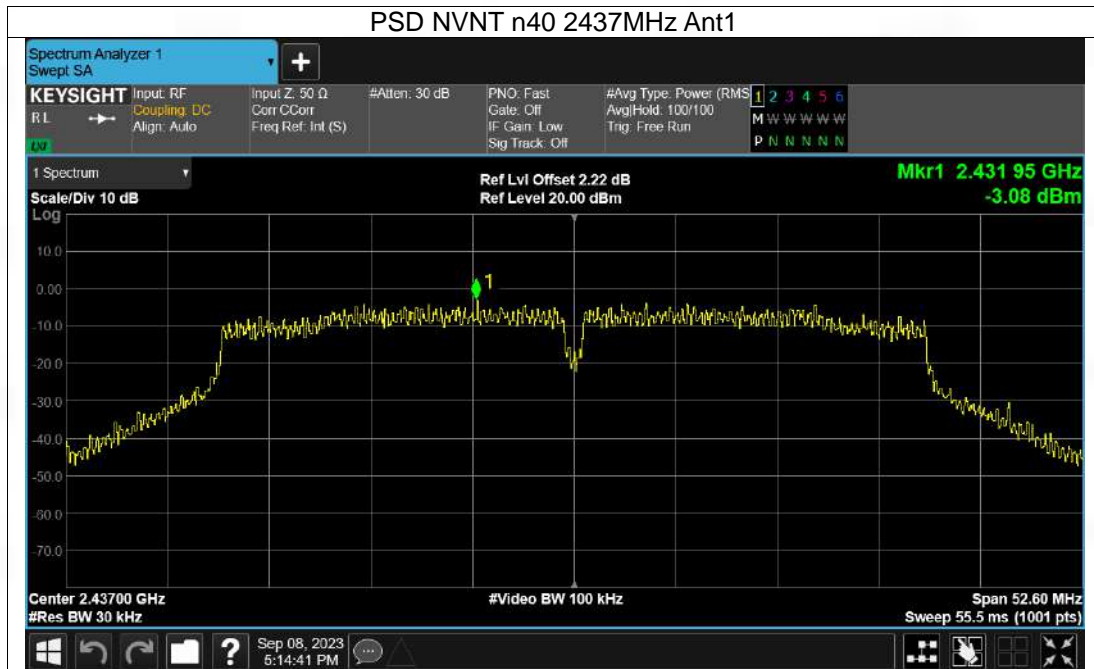 PSD NVNT n40 2437MHz Ant1
Spectrum Analyzer 1
Swept SA
KEYSIGHT
RL
LXI
Input: RF
Coupling: DC
Align: Auto
Input Z: 50 Ω
Corr CCorr
Freq Ref: Int (S)
#Atten: 30 dB
PNO: Fast
Gate: Off
IF Gain: Low
Sig Track: Off
#Avg Type: Power (RMS
Avg|Hold: 100/100
Trig: Free Run
1 2 3 4 5 6
M W W W W W
P N N N N N
1 Spectrum
Scale/Div 10 dB
Log
Ref Lvl Offset 2.22 dB
Ref Level 20.00 dBm
Mkr1 2.431 95 GHz
-3.08 dBm
10.0
0.00
-10.0
-20.0
-30.0
-40.0
-50.0
-60.0
-70.0
1
Center 2.43700 GHz
#Res BW 30 kHz
#Video BW 100 kHz
Span 52.60 MHz
Sweep 55.5 ms (1001 pts)
?
Sep 08, 2023
5:14:41 PM